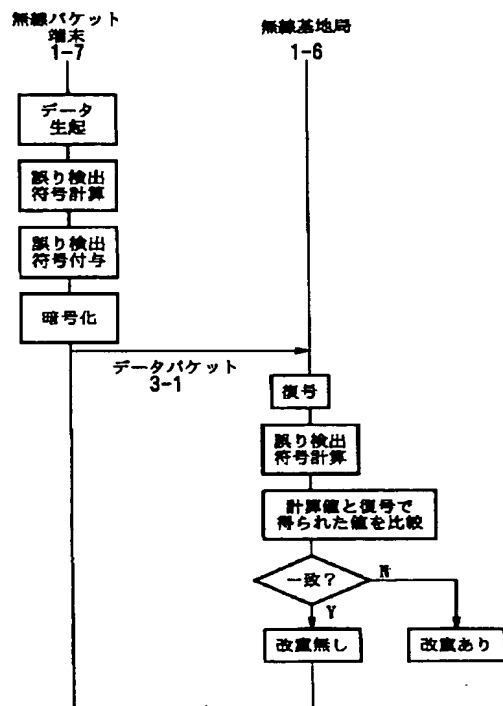 無線パケット
端末
1-7
無線基地局
1-6
データ
生起
誤り検出
符号計算
誤り検出
符号付与
暗号化
データパケット
3-1
復号
誤り検出
符号計算
計算値と復号で
得られた値を比較
一致?
N
Y
改竄無し
改竄あり